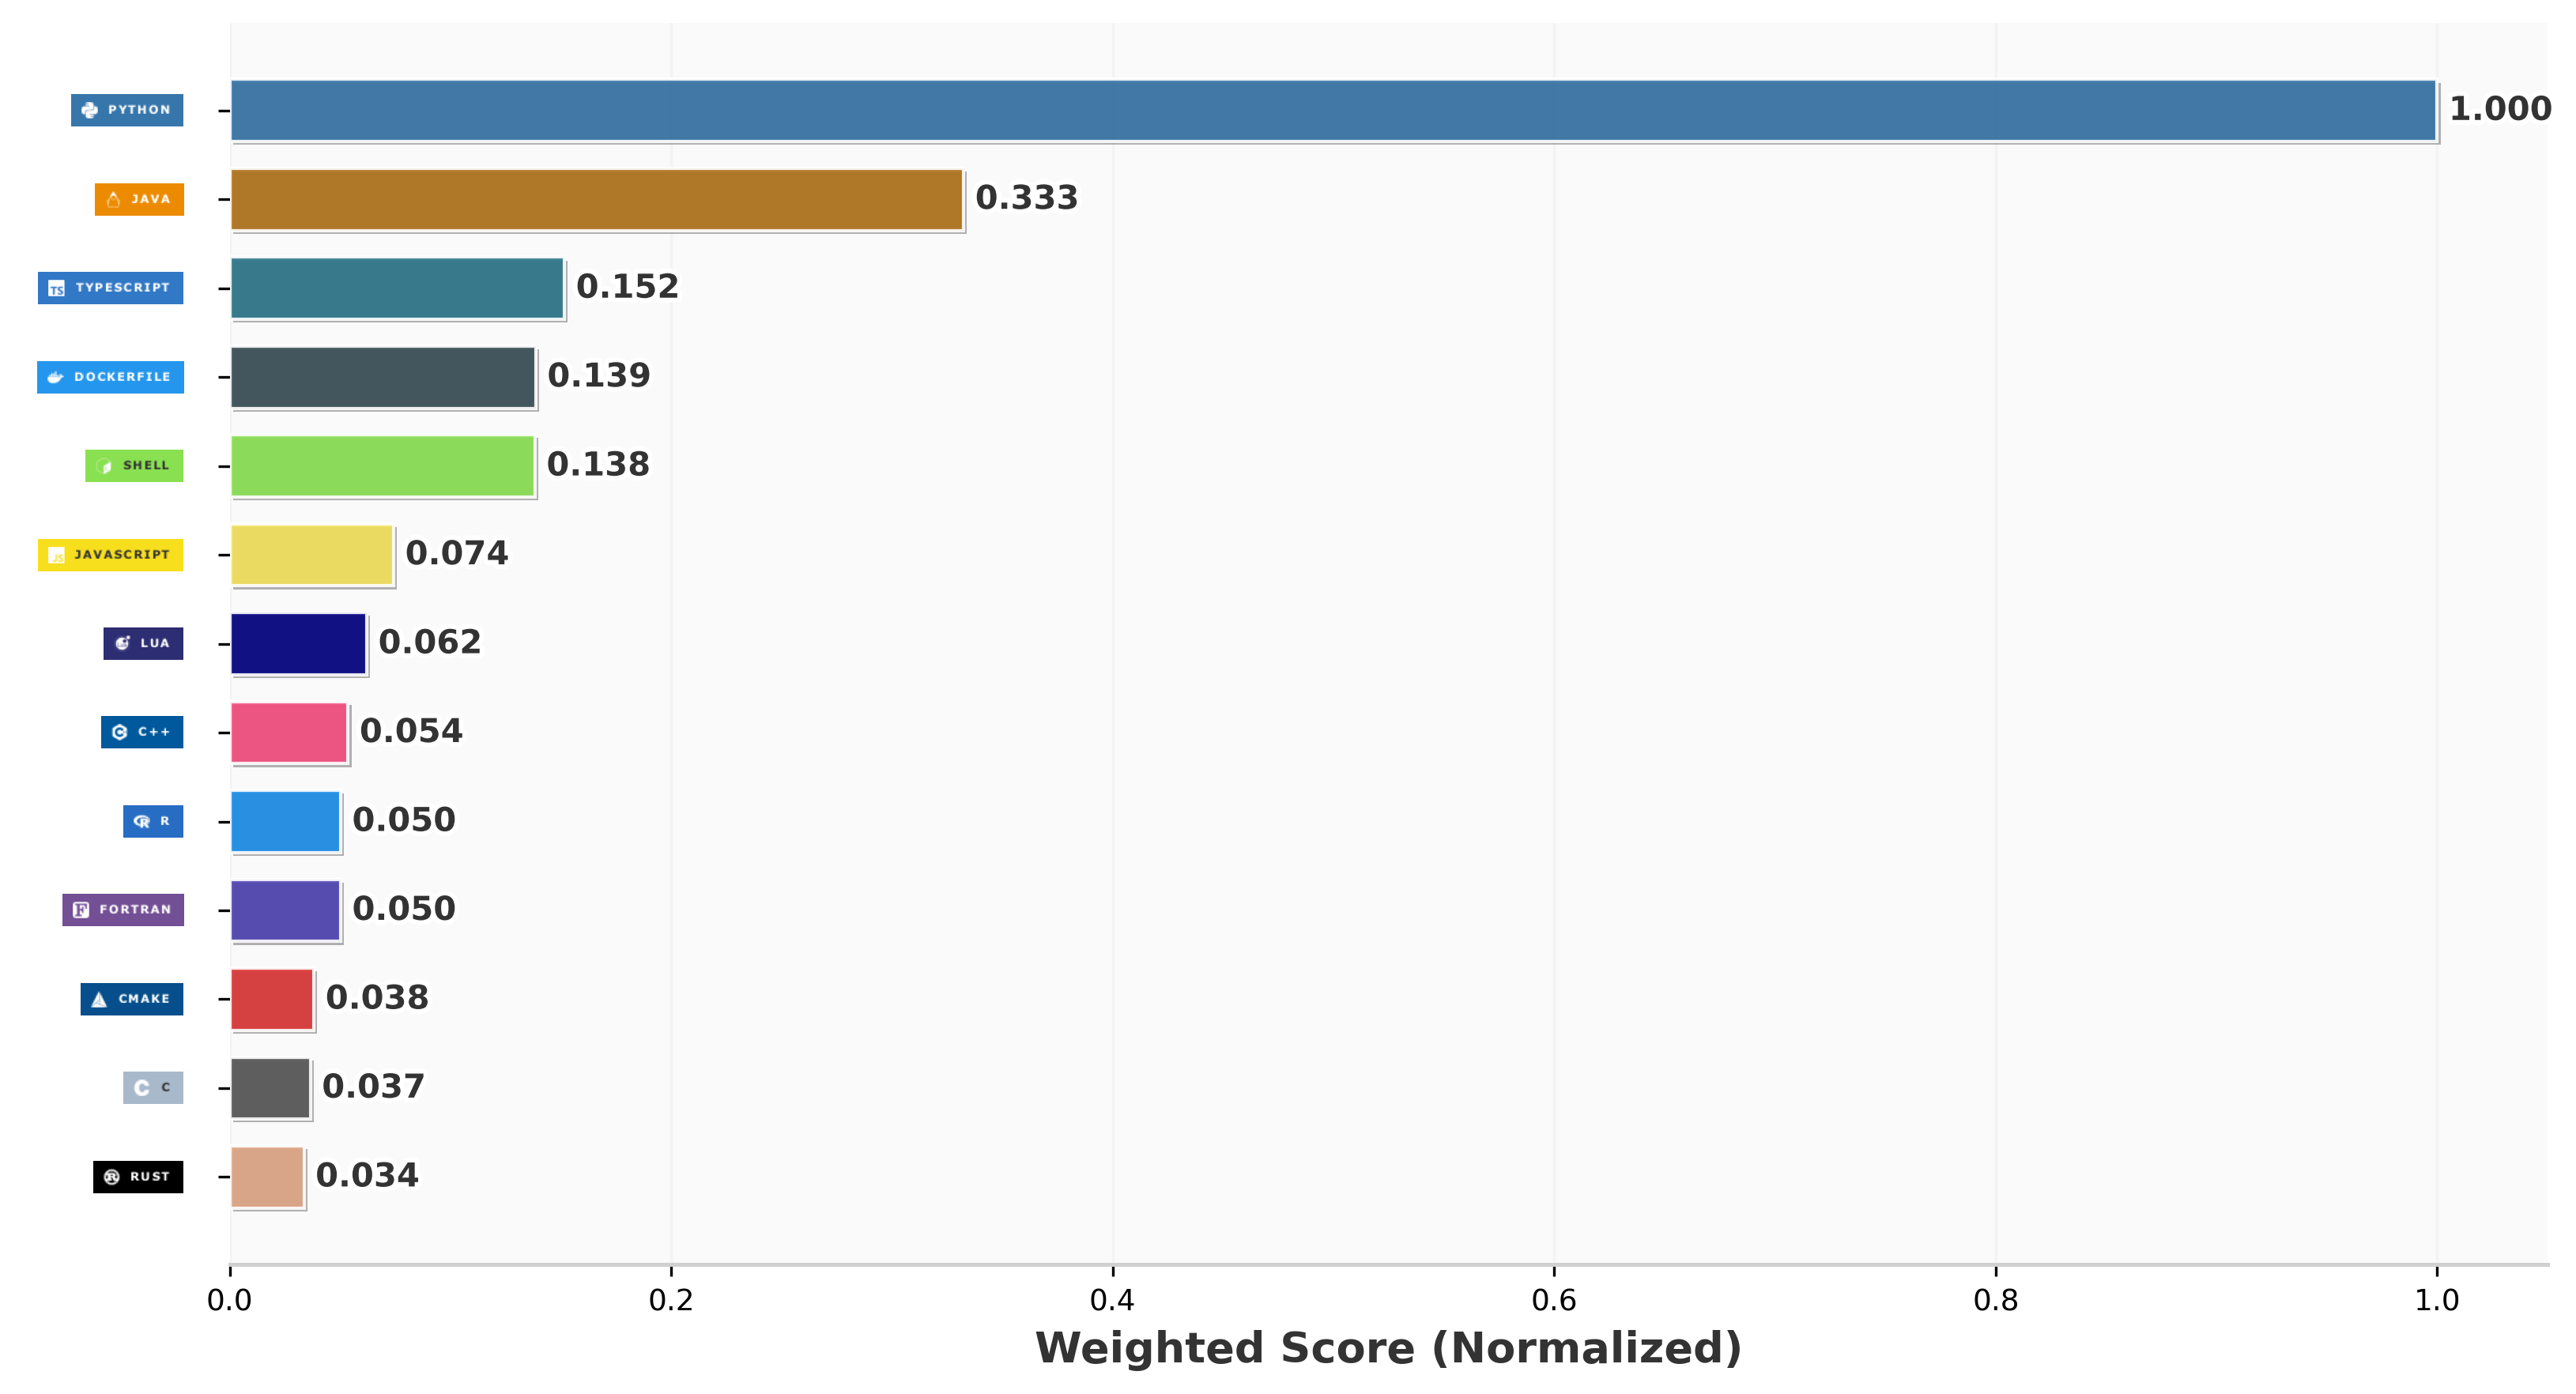 PYTHON 1.000
JAVA 0.333
TS TYPESCRIPT 0.152
DOCKERFILE 0.139
SHELL 0.138
JS JAVASCRIPT 0.074
LUA 0.062
C C++ 0.054
R R 0.050
F FORTRAN 0.050
CMAKE 0.038
C C 0.037
R RUST 0.034
0.0 0.2 0.4 0.6 0.8 1.0
Weighted Score (Normalized)